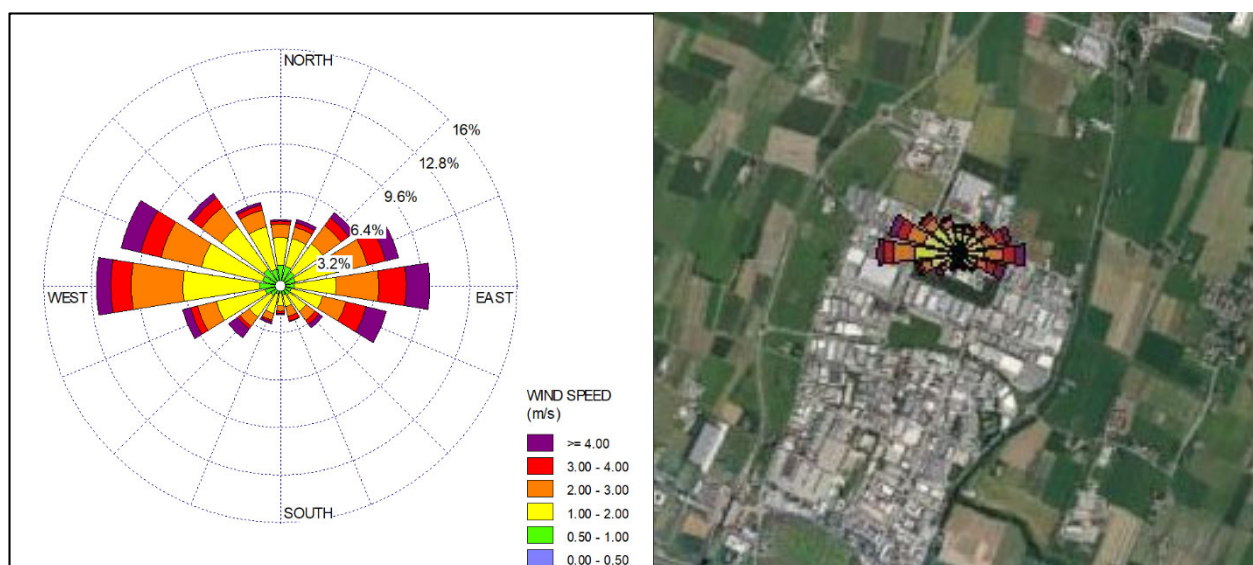 NORTH
16%
12.8%
9.6%
6.4%
3.2%
WEST
EAST
SOUTH
WIND SPEED
(m/s)
>= 4.00
3.00 - 4.00
2.00 - 3.00
1.00 - 2.00
0.50 - 1.00
0.00 - 0.50